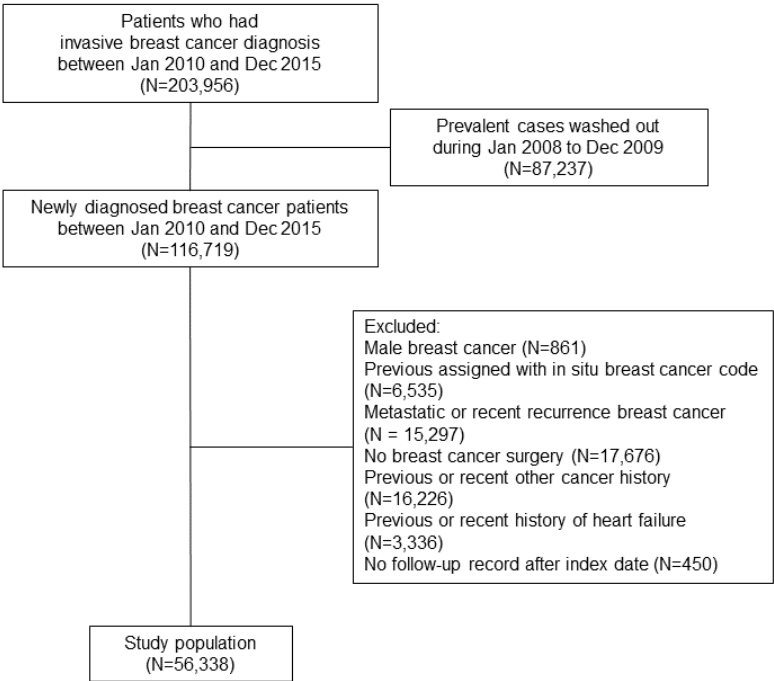 Patients who had
invasive breast cancer diagnosis
between Jan 2010 and Dec 2015
(N=203,956)
Prevalent cases washed out
during Jan 2008 to Dec 2009
(N=87,237)
Newly diagnosed breast cancer patients
between Jan 2010 and Dec 2015
(N=116,719)
Excluded:
Male breast cancer (N=861)
Previous assigned with in situ breast cancer code
(N=6,535)
Metastatic or recent recurrence breast cancer
(N = 15,297)
No breast cancer surgery (N=17,676)
Previous or recent other cancer history
(N=16,226)
Previous or recent history of heart failure
(N=3,336)
No follow-up record after index date (N=450)
Study population
(N=56,338)